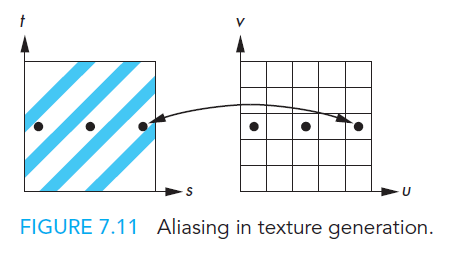 t
v
s
u
FIGURE 7.11 Aliasing in texture generation.